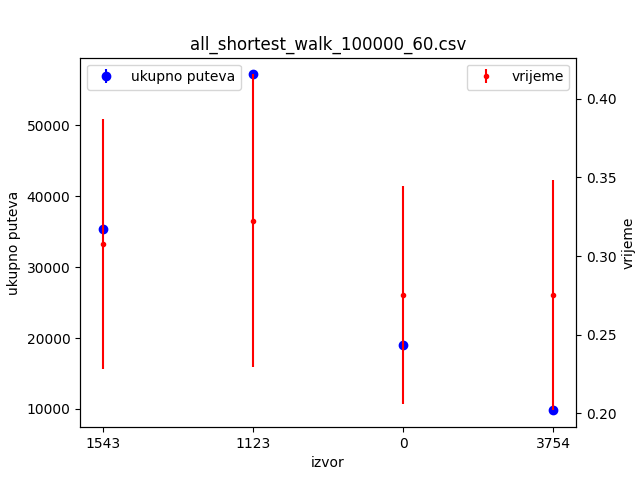 all_shortest_walk_100000_60.csv
ukupno puteva
vrijeme
50000
40000
30000
20000
10000
ukupno puteva
0.40
0.35
0.30
0.25
0.20
vrijeme
1543
1123
0
3754
izvor